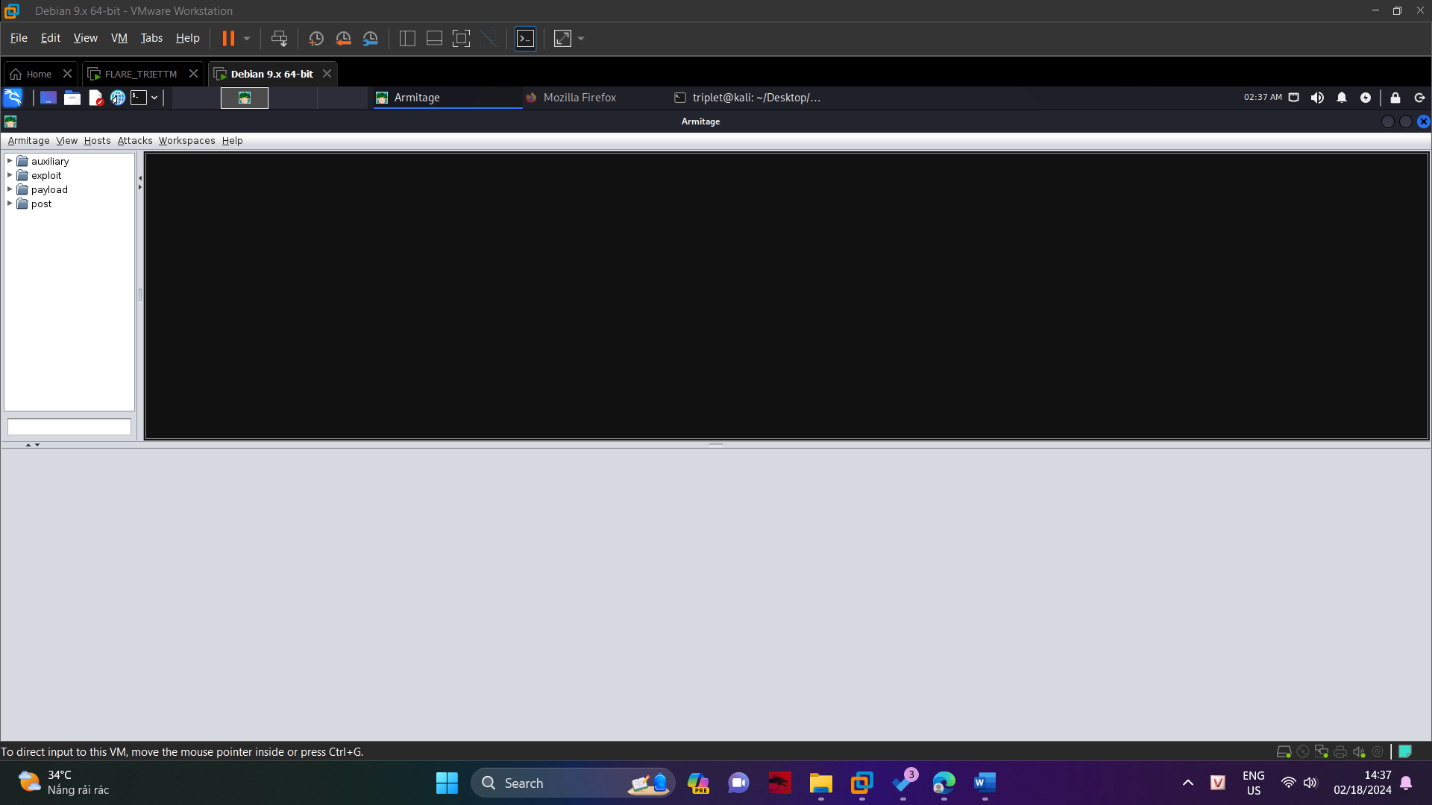 Debian 9.x 64-bit - VMware Workstation
File Edit View VM Tabs Help
Home FLARE_TRIETTM Debian 9.x 64-bit
Armitage Mozilla Firefox triplet@kali: ~/Desktop/... 02:37 AM
Armitage
Armitage View Hosts Attacks Workspaces Help
auxiliary
exploit
payload
post
To direct input to this VM, move the mouse pointer inside or press Ctrl+G.
34°C
Nắng rải rác
Search
PRE
3
W
V
ENG
US
14:37
02/18/2024